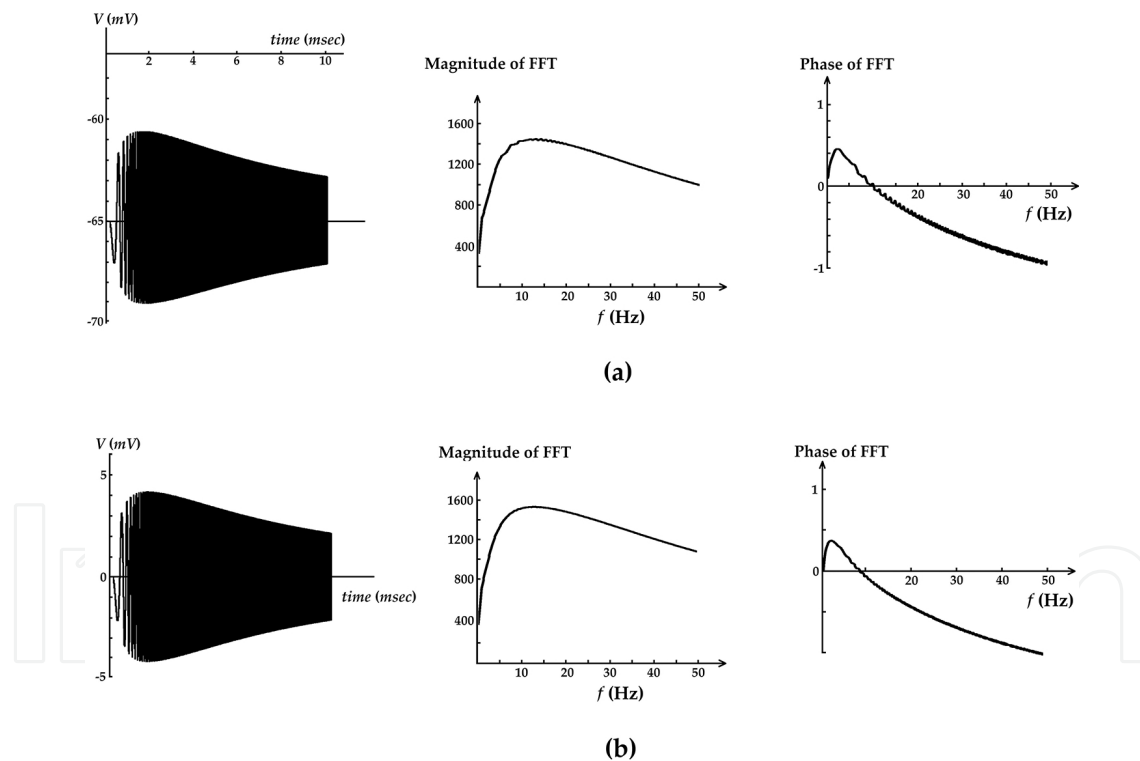 V (mV)
time (msec)
2 4 6 8 10
-60
-65
-70
Magnitude of FFT
1600
1200
800
400
10 20 30 40 50
f (Hz)
Phase of FFT
1
0
-1
10 20 30 40 50
f (Hz)
(a)
V (mV)
5
0
-5
time (msec)
Magnitude of FFT
1600
1200
800
400
10 20 30 40 50
f (Hz)
Phase of FFT
1
0
20 30 40 50
f (Hz)
(b)